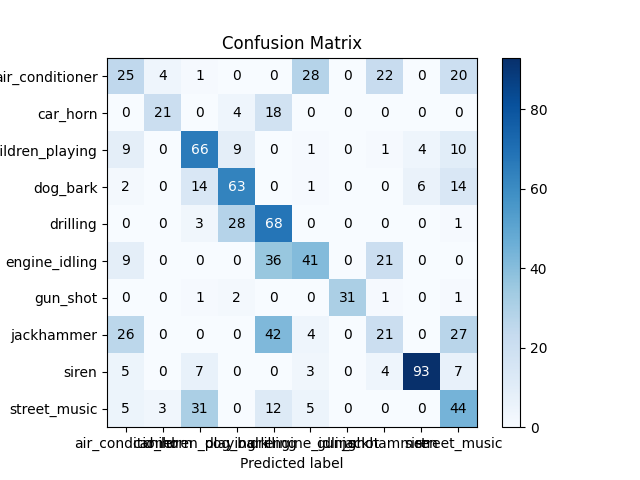 Confusion Matrix
air_conditioner 25 4 1 0 0 28 0 22 0 20
car_horn 0 21 0 4 18 0 0 0 0 0
ildren_playing 9 0 66 9 0 1 0 1 4 10
dog_bark 2 0 14 63 0 1 0 0 6 14
drilling 0 0 3 28 68 0 0 0 0 1
engine_idling 9 0 0 0 36 41 0 21 0 0
gun_shot 0 0 1 2 0 0 31 1 0 1
jackhammer 26 0 0 0 42 4 0 21 0 27
siren 5 0 7 0 0 3 0 4 93 7
street_music 5 3 31 0 12 5 0 0 0 44
street_music
Predicted label
80
60
40
20
0